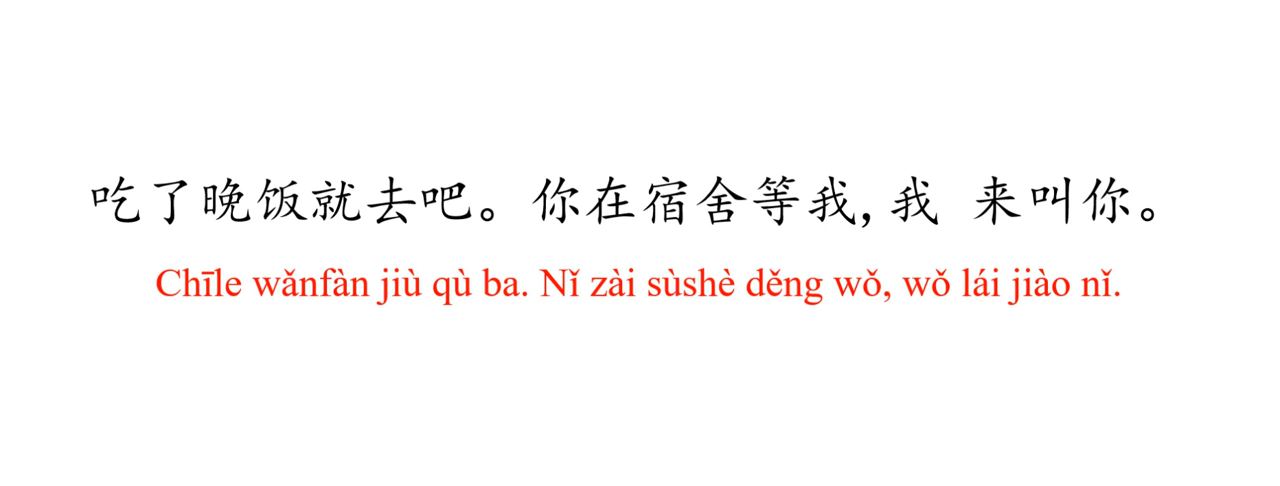 吃了晚饭就去吧。你在宿舍等我,我 来叫你。
Chīle wǎnfàn jiù qù ba. Nǐ zài sùshè děng wǒ, wǒ lái jiào nǐ.